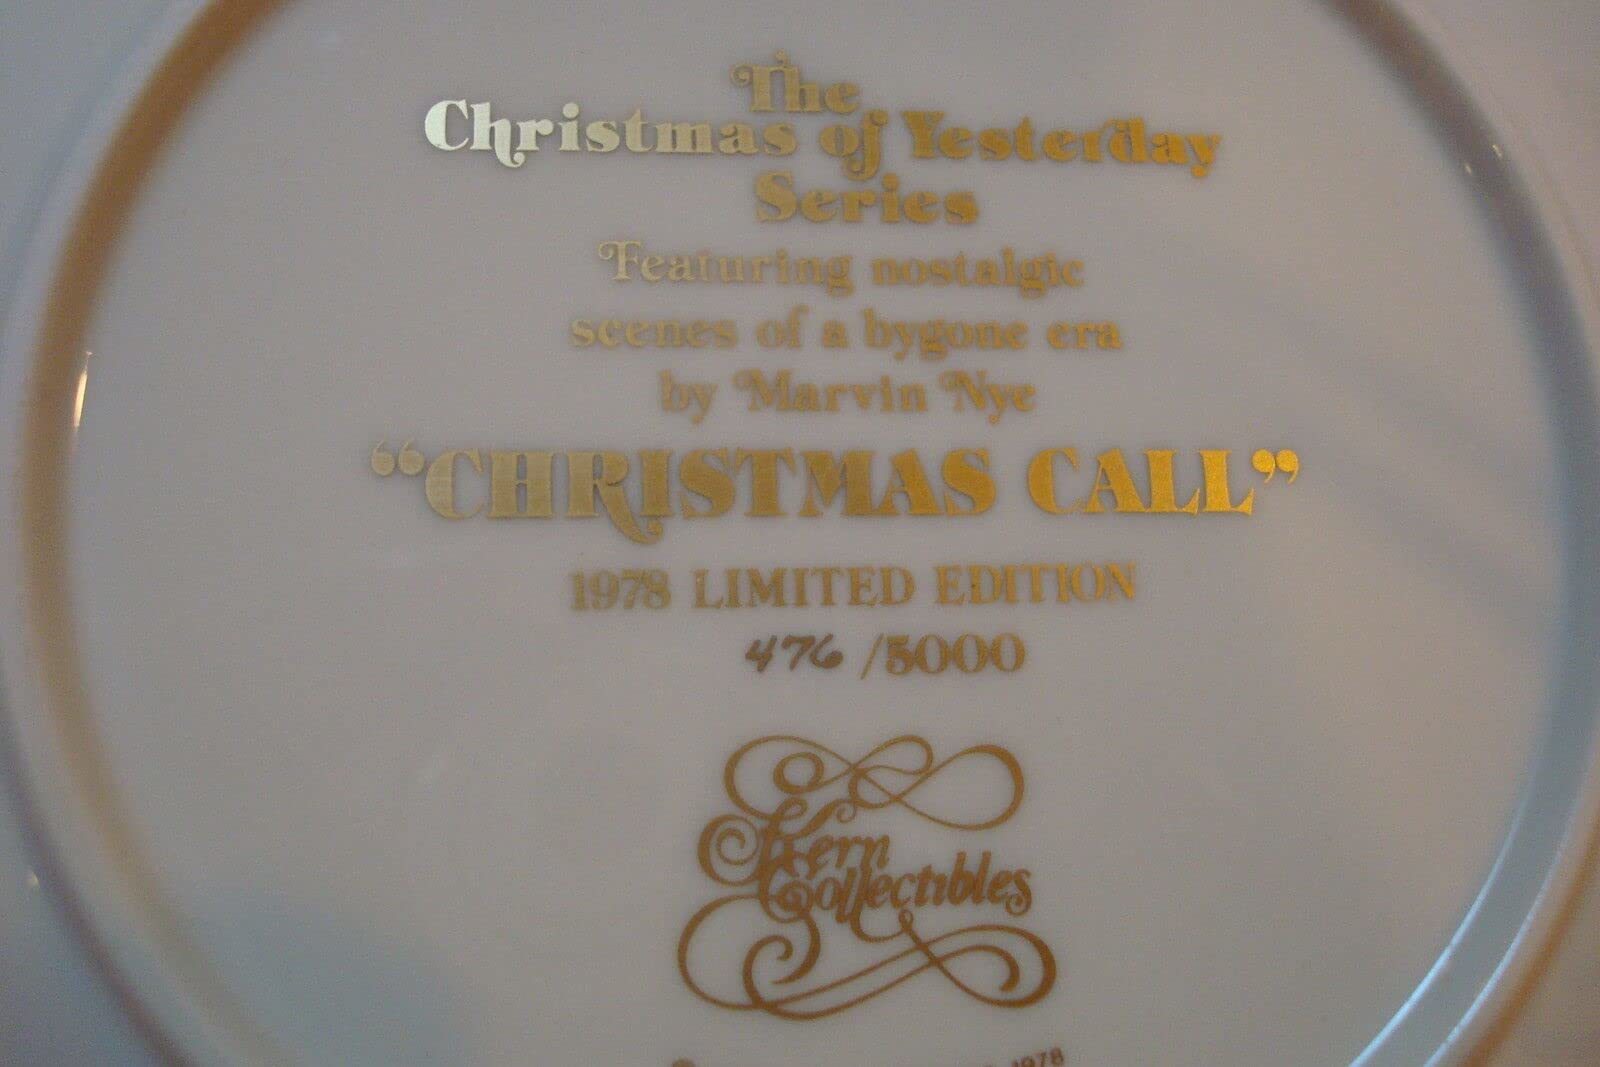 The
Christmas of Yesterday
Series
Featuring nostalgic
scenes of a bygone era
by Marvin Nye
“CHRISTMAS CALL”
1978 LIMITED EDITION
476 /5000
Kern
Collectibles
1978